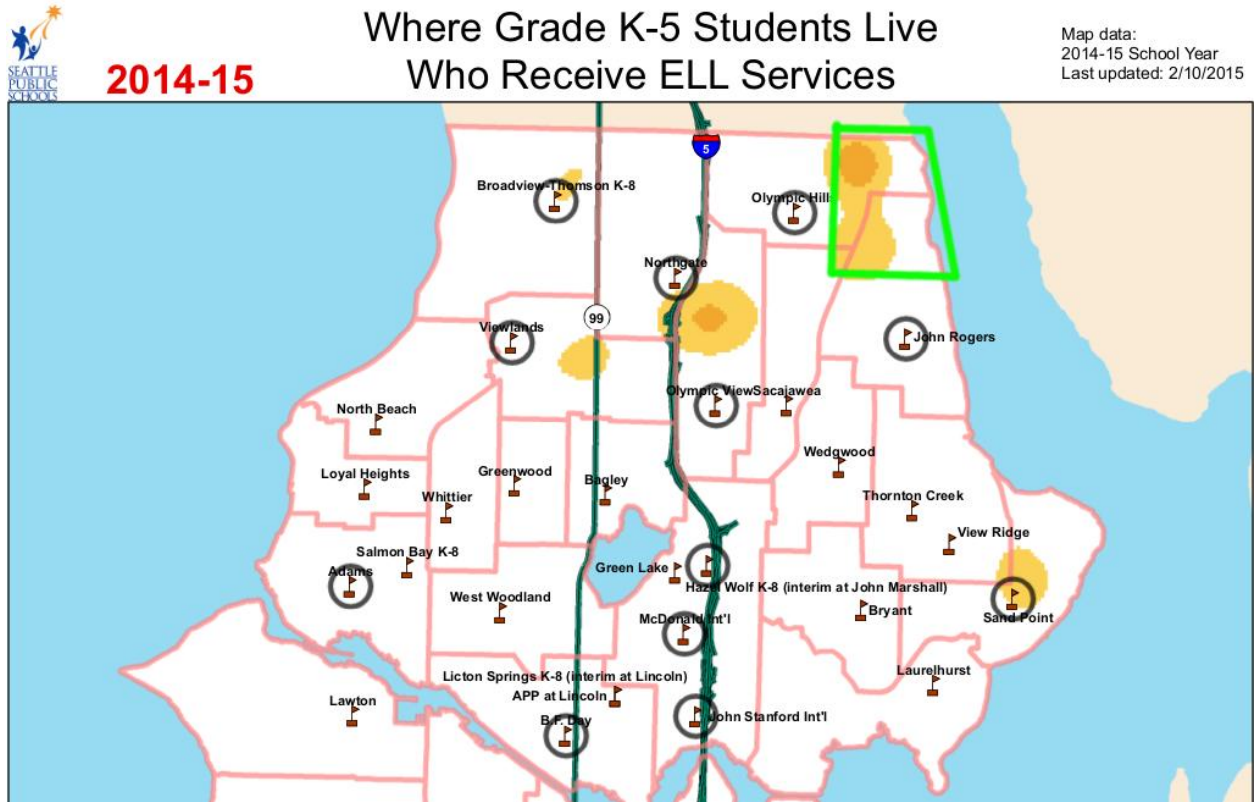 SEATTLE
PUBLIC
SCHOOLS
2014-15
Where Grade K-5 Students Live
Who Receive ELL Services
Map data:
2014-15 School Year
Last updated: 2/10/2015
5
Broadview-Thomson K-8
Olympic Hills
Northgate
99
Viewlands
John Rogers
Olympic View
Sacajawea
North Beach
Wedgwood
Loyal Heights
Greenwood
Bagley
Whittier
Thornton Creek
View Ridge
Salmon Bay K-8
Adams
Green Lake
Hazel Wolf K-8 (interim at John Marshall)
West Woodland
Bryant
McDonald Int'l
Sand Point
Licton Springs K-8 (interim at Lincoln)
Laurelhurst
APP at Lincoln
Lawton
B.F. Day
John Stanford Int'l